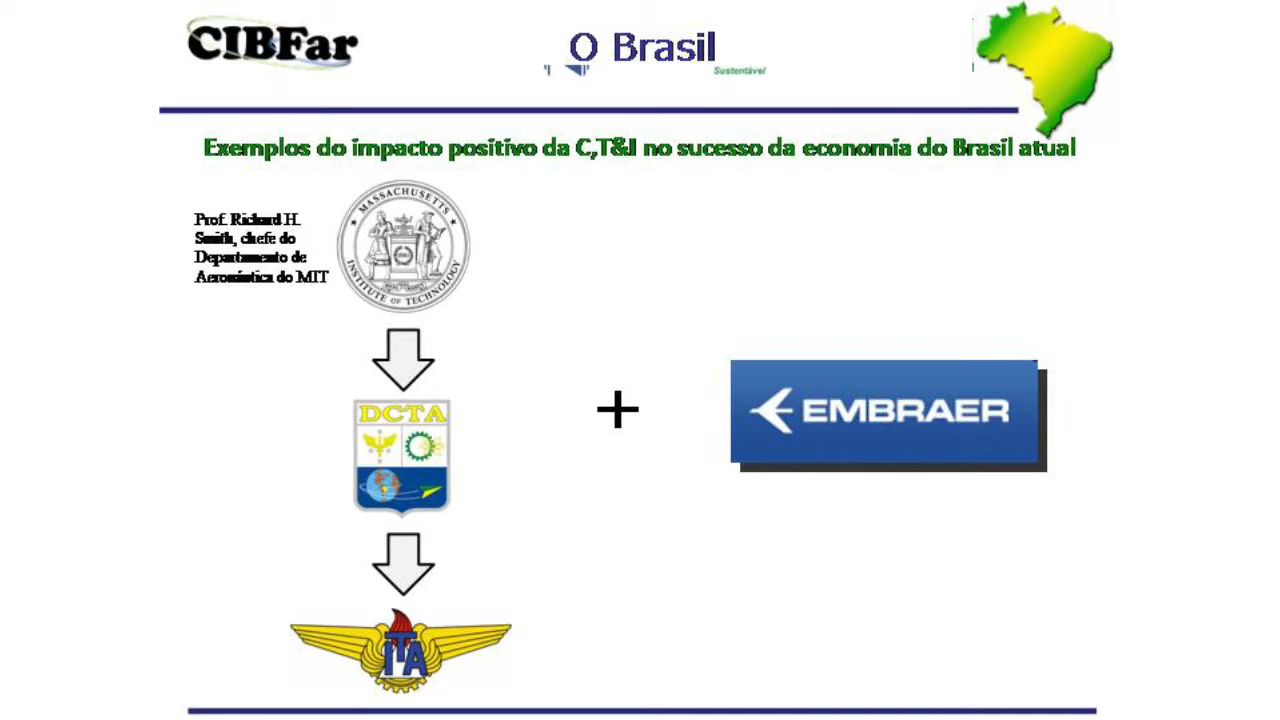 CIBFar
O Brasil
Sustentável
Exemplos do impacto positivo da C,T&I no sucesso da economia do Brasil atual
Prof. Richard H.
Smith, chefe do
Departamento de
Aeronáutica do MIT
MASSACHUSETTS
INSTITUTE OF TECHNOLOGY
DCTA
EMBRAER
ITA